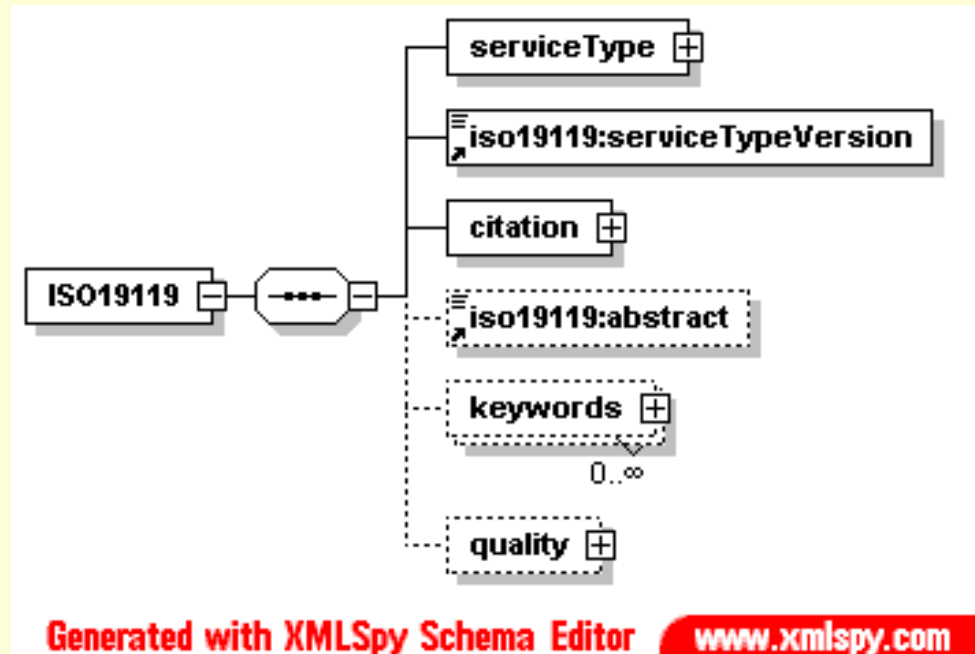 serviceType
iso19119:serviceTypeVersion
citation
ISO19119
iso19119:abstract
keywords
0..∞
quality
Generated with XMLSpy Schema Editor www.xmlspy.com